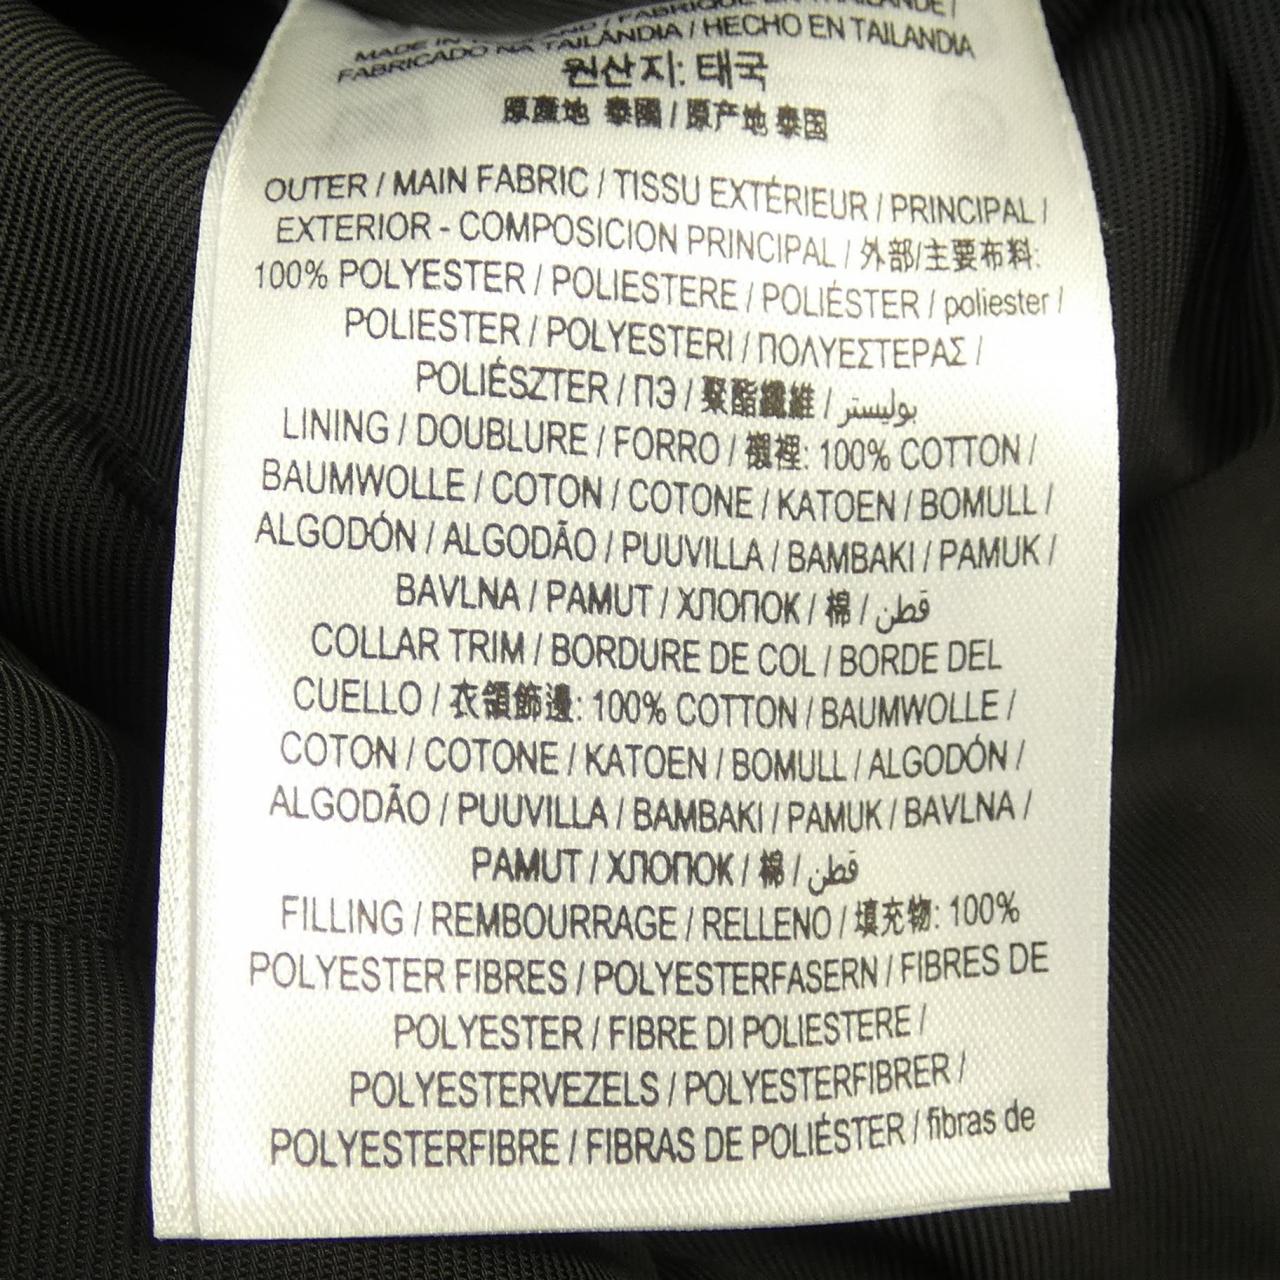 MADE IN THAILAND / FABRIQUÉ EN THAÏLANDE /
FABRICADO NA TAILÂNDIA / HECHO EN TAILANDIA
원산지: 태국
原產地 泰國 / 原产地 泰国
OUTER / MAIN FABRIC / TISSU EXTÉRIEUR / PRINCIPAL /
EXTERIOR - COMPOSICION PRINCIPAL / 外部/主要布料:
100% POLYESTER / POLIESTERE / POLIÉSTER / poliester /
POLIESTER / POLYESTERI / ΠΟΛΥΕΣΤΕΡΑΣ /
POLIÉSZTER / ПЭ / 聚酯纖維 / بوليستر
LINING / DOUBLURE / FORRO / 襯裡: 100% COTTON /
BAUMWOLLE / COTON / COTONE / KATOEN / BOMULL /
ALGODÓN / ALGODÃO / PUUVILLA / BAMBAKI / PAMUK /
BAVLNA / PAMUT / ХЛОПОК / 棉 / قطن
COLLAR TRIM / BORDURE DE COL / BORDE DEL
CUELLO / 衣領飾邊: 100% COTTON / BAUMWOLLE /
COTON / COTONE / KATOEN / BOMULL / ALGODÓN /
ALGODÃO / PUUVILLA / BAMBAKI / PAMUK / BAVLNA /
PAMUT / ХЛОПОК / 棉 / قطن
FILLING / REMBOURRAGE / RELLENO / 填充物: 100%
POLYESTER FIBRES / POLYESTERFASERN / FIBRES DE
POLYESTER / FIBRE DI POLIESTERE /
POLYESTERVEZELS / POLYESTERFIBRER /
POLYESTERFIBRE / FIBRAS DE POLIÉSTER / fibras de